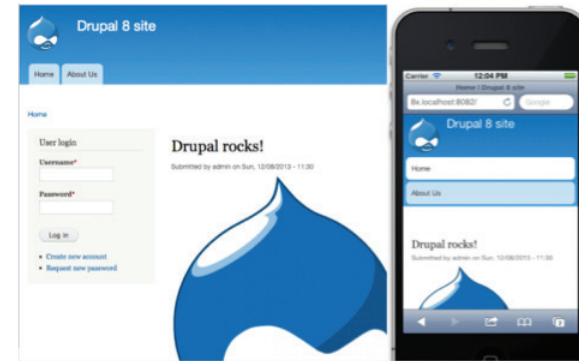 Drupal 8 site
Home
About Us
Home
User login
Username*
Password*
Log in
Create new account
Request new password
Drupal rocks!
Submitted by admin on Sun, 12/08/2013 - 11:30
Carrier
12:04 PM
Home | Drupal 8 site
8x.localhost:8082/
Google
Drupal 8 site
Home
About Us
Drupal rocks!
Submitted by admin on Sun, 12/08/2013 - 11:30